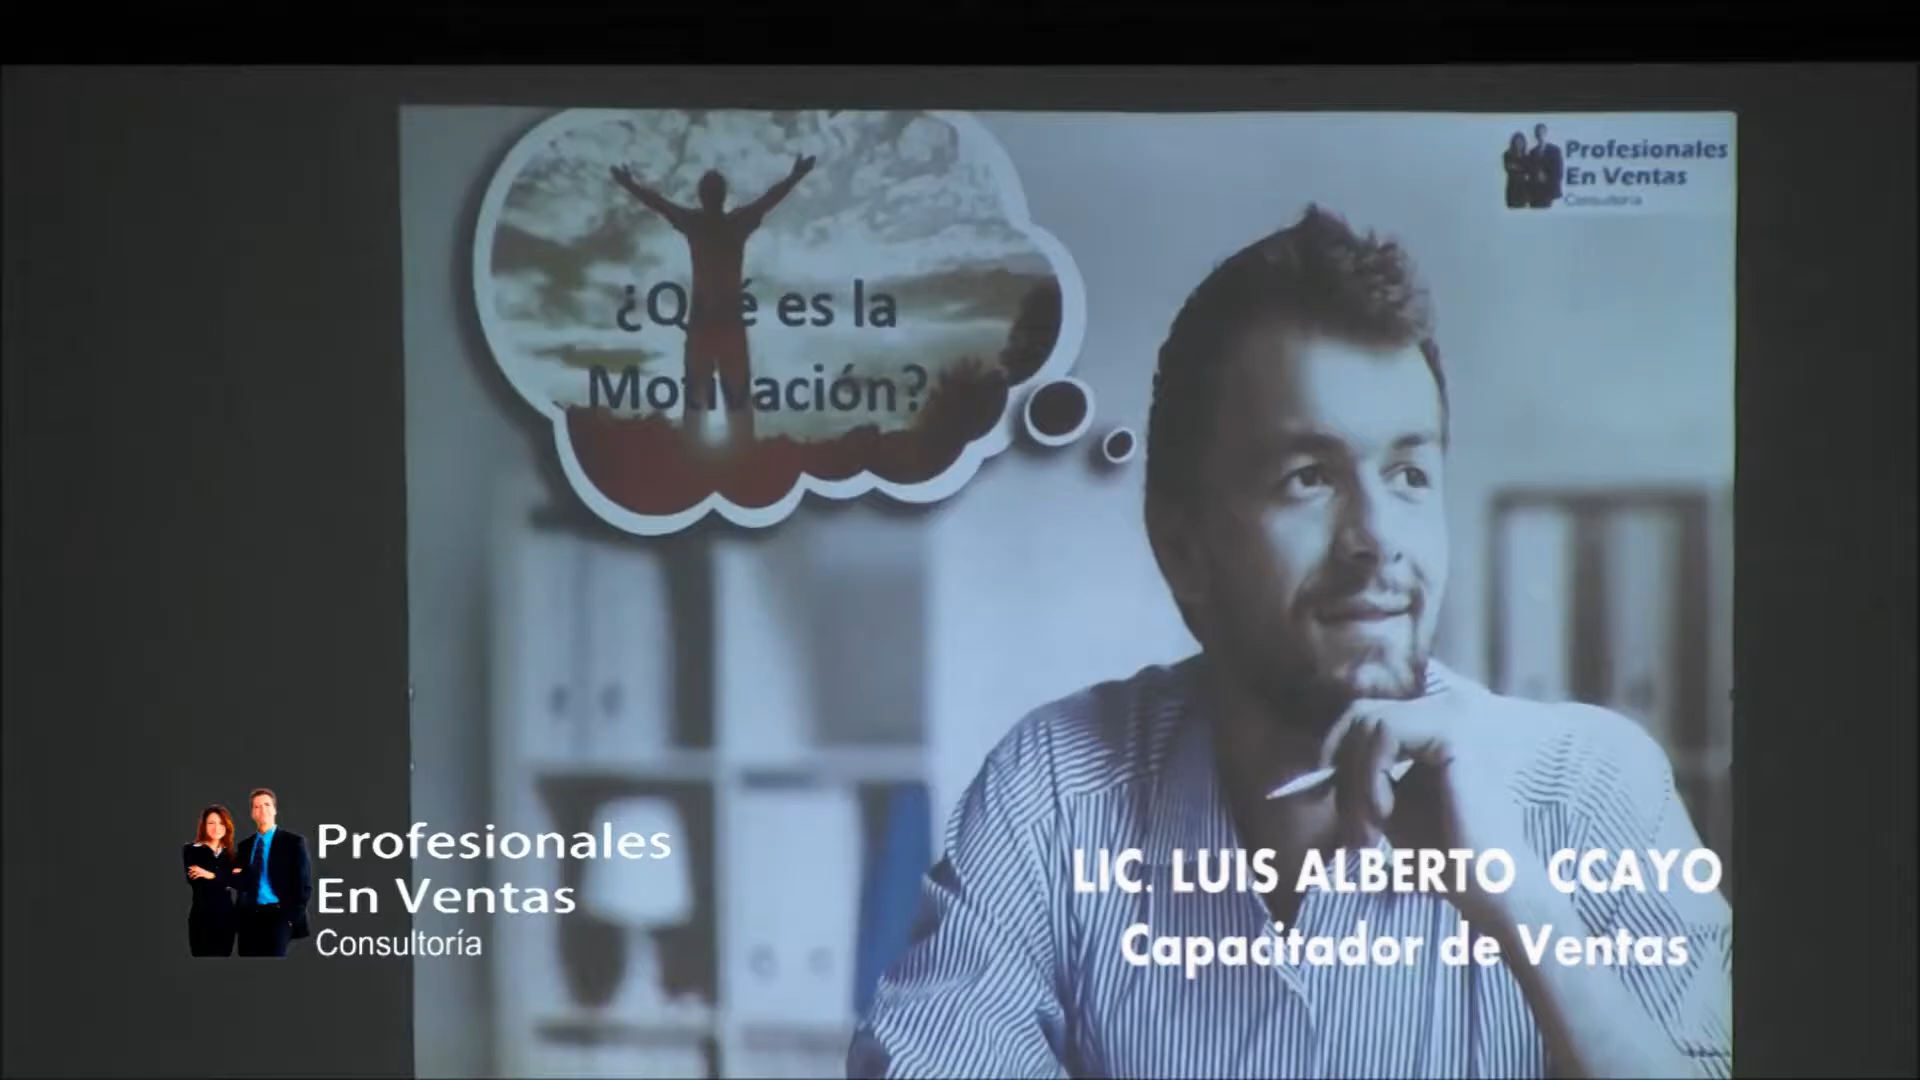 ¿Qué es la
Motivación?
Profesionales
En Ventas
Consultoría
Profesionales
En Ventas
Consultoría
LIC. LUIS ALBERTO CCAYO
Capacitador de Ventas